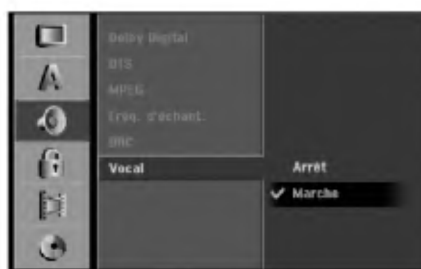 A
Dolby Digital
DTS
MPEG
Fréq. d'échant.
DRC
Vocal
Arrêt
✓ Marche